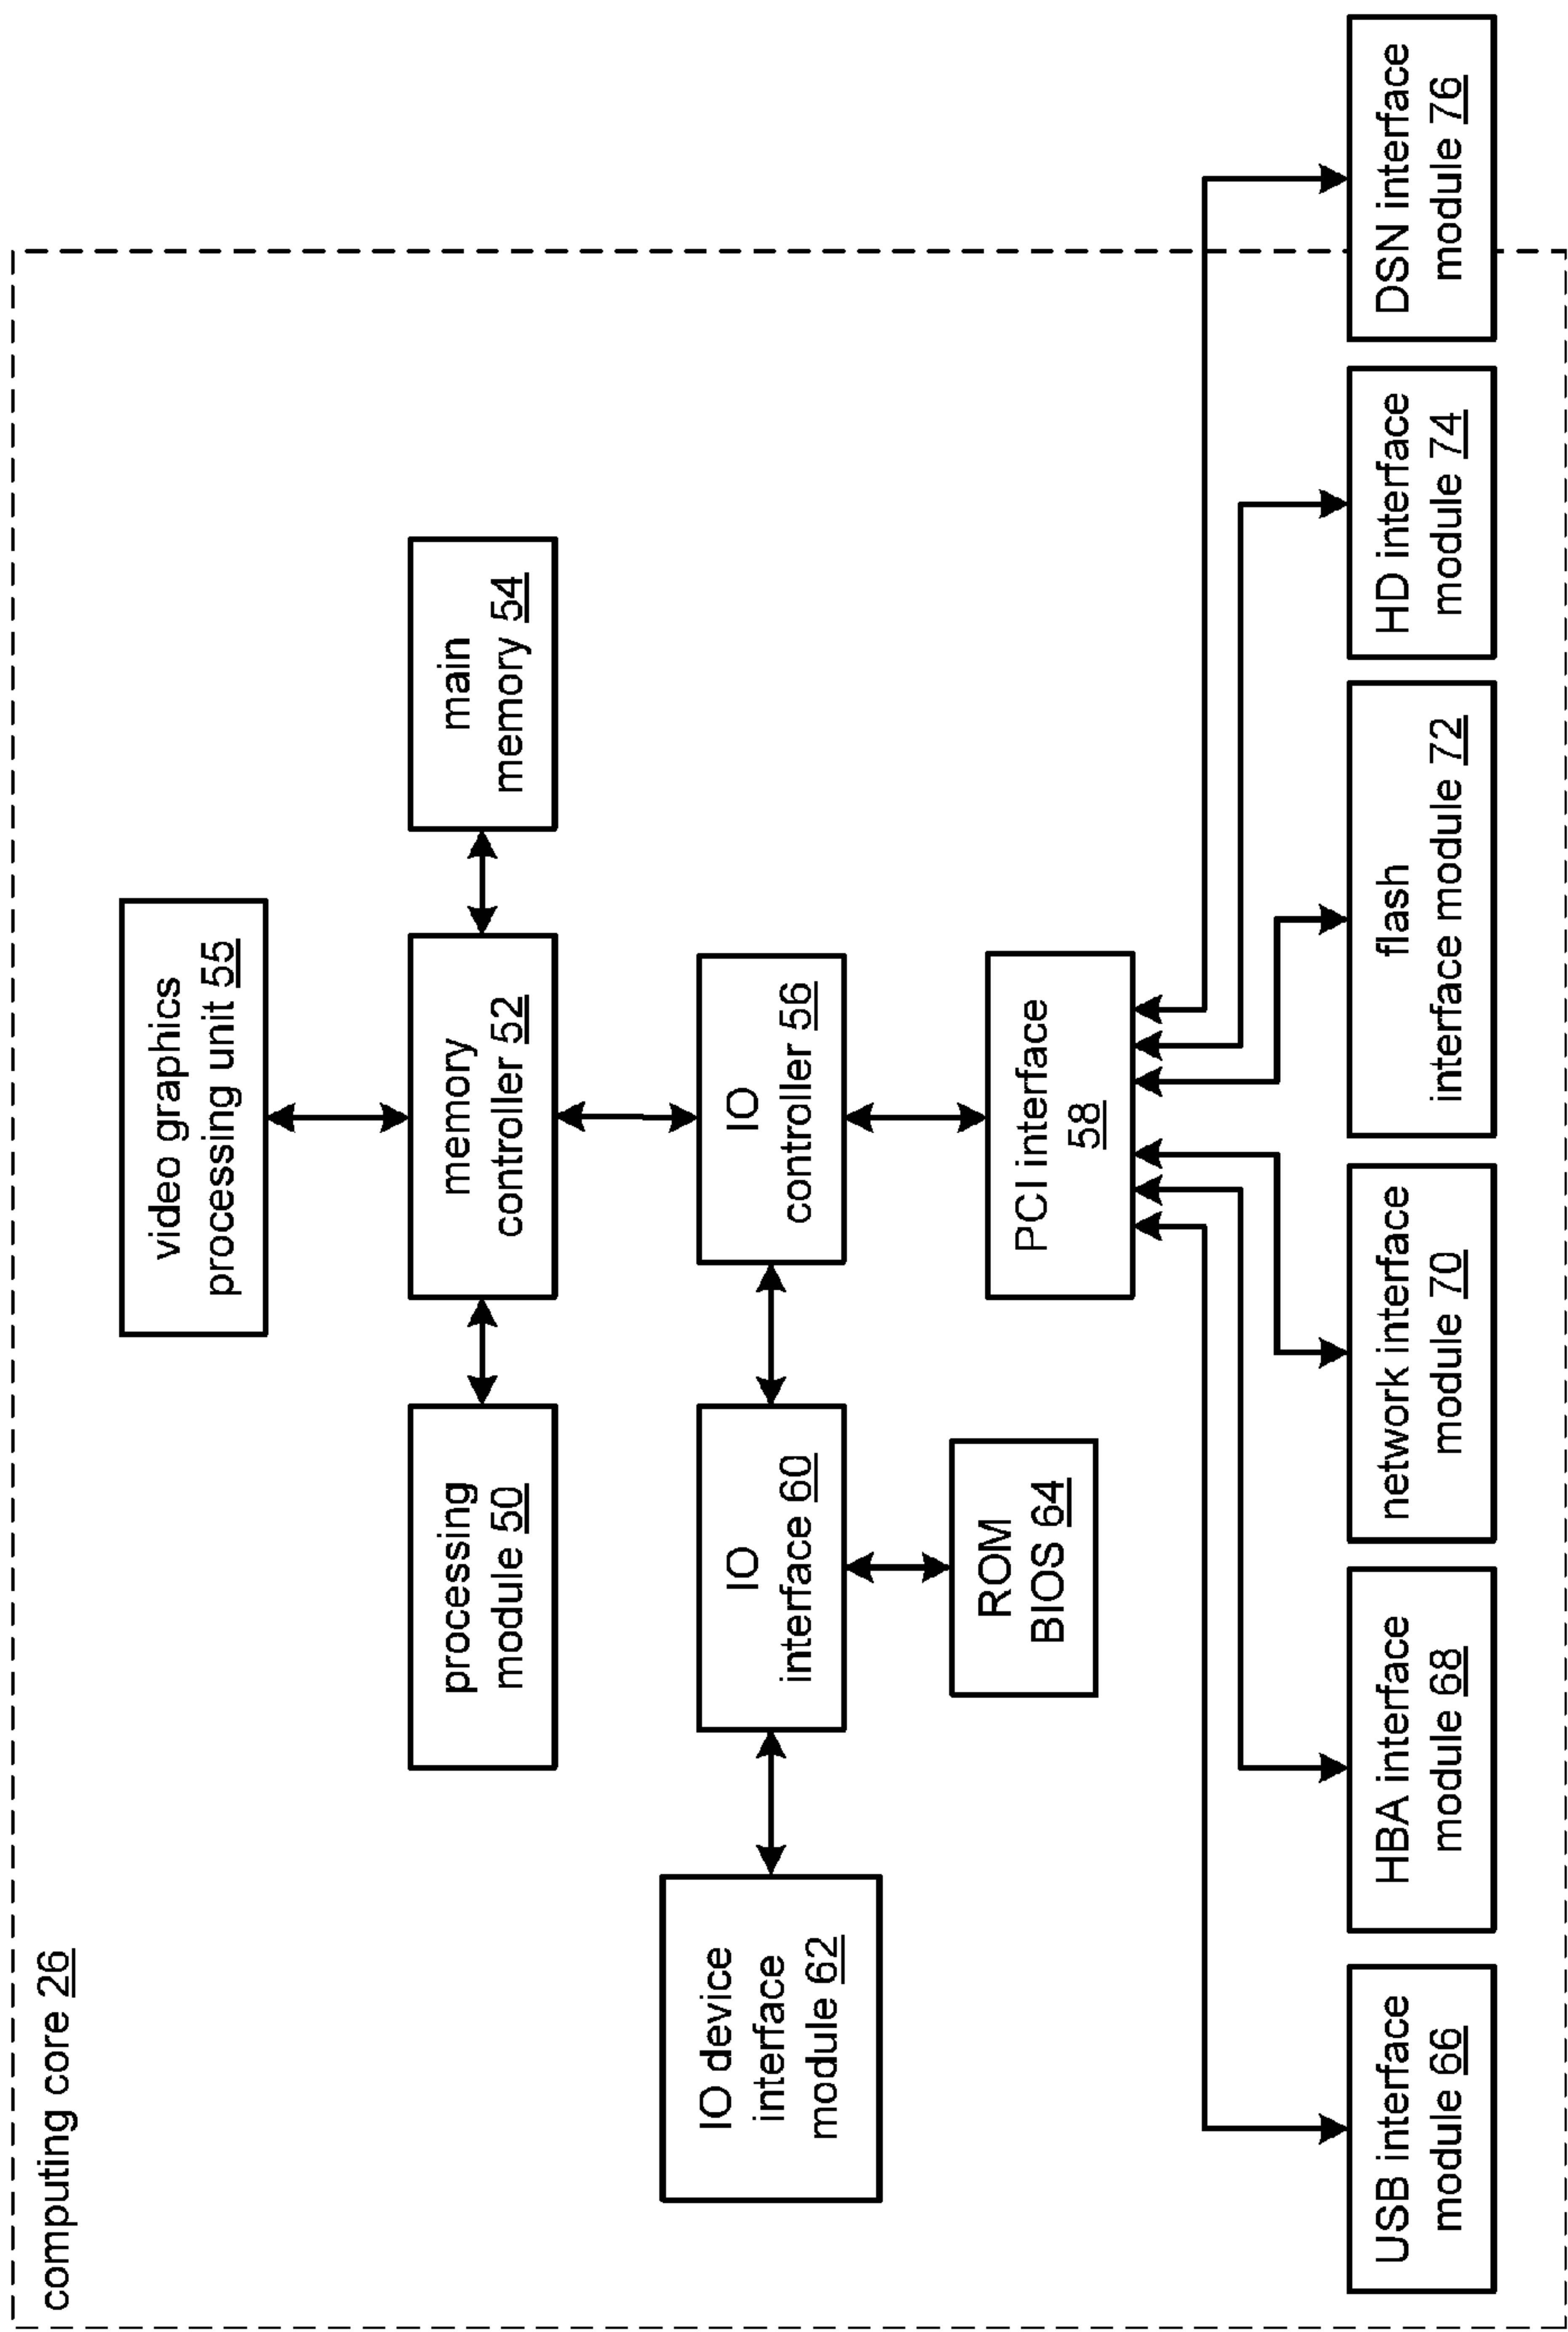 computing core 26
video graphics
processing unit 55
processing
module 50
memory
controller 52
main
memory 54
IO device
interface
module 62
IO
interface 60
IO
controller 56
ROM
BIOS 64
PCI interface
58
USB interface
module 66
HBA interface
module 68
network interface
module 70
flash
interface module 72
HD interface
module 74
DSN interface
module 76